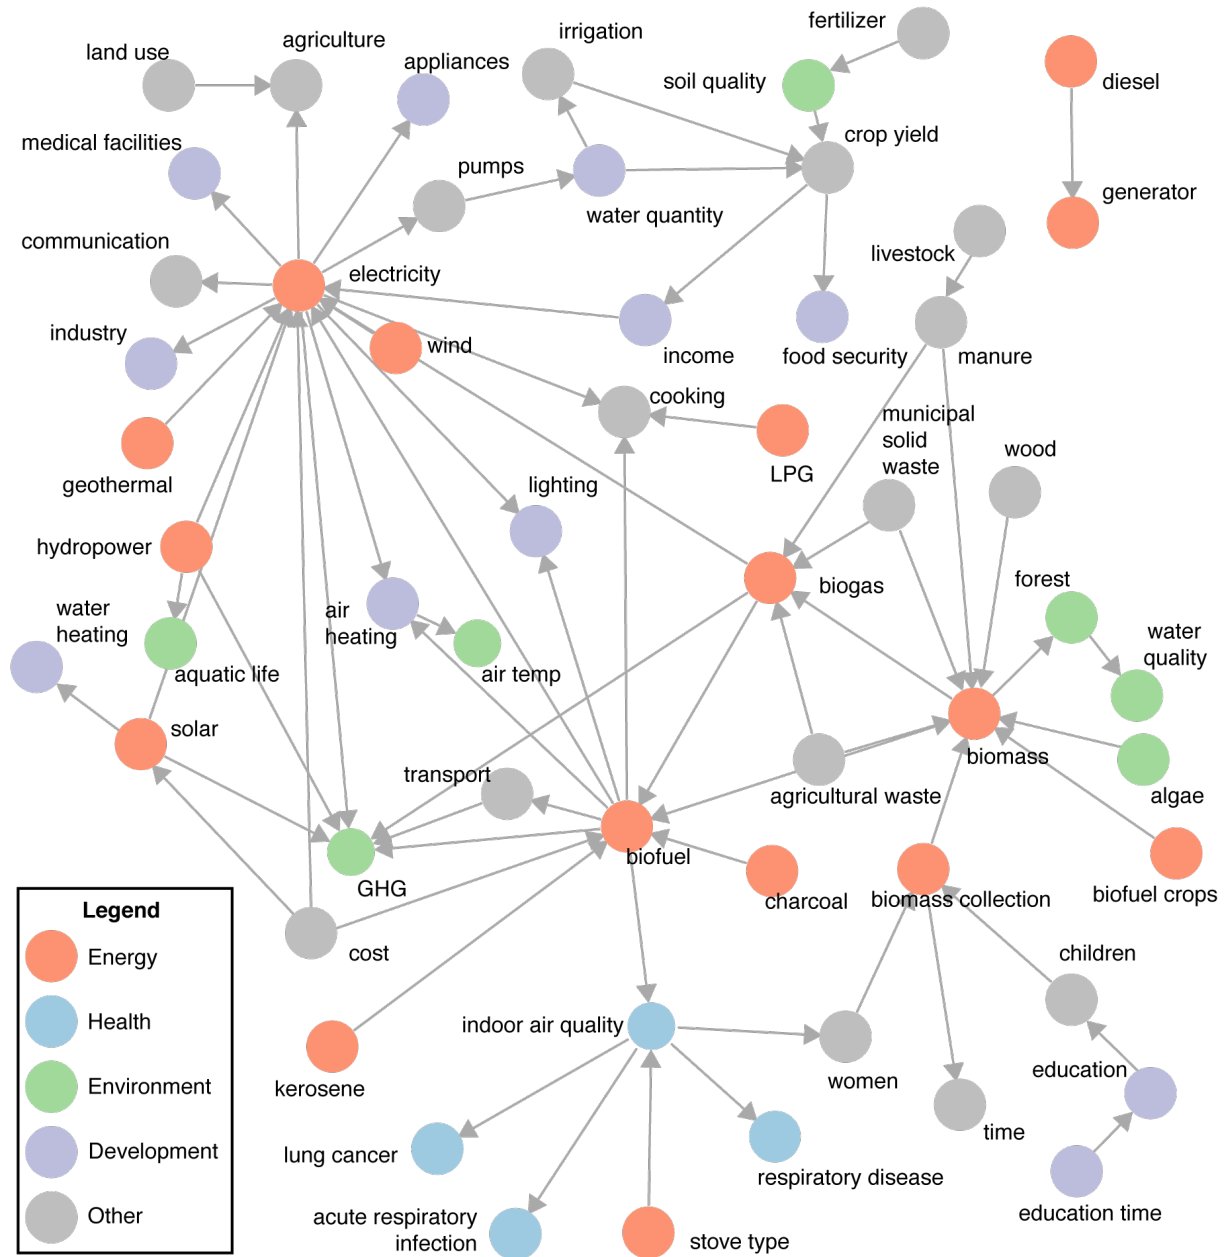 fertilizer
irrigation
agriculture
land use
appliances
soil quality
diesel
crop yield
medical facilities
pumps
generator
water quantity
communication
livestock
electricity
industry
wind
income
food security
manure
cooking
municipal
solid
waste
wood
LPG
geothermal
lighting
hydropower
biogas
forest
water
heating
air
heating
water
quality
aquatic life
air temp
solar
biomass
transport
agricultural waste
algae
biofuel
GHG
charcoal
biomass collection
biofuel crops
Legend
Energy
Health
Environment
Development
Other
cost
children
indoor air quality
education
kerosene
women
time
lung cancer
respiratory disease
education time
acute respiratory
infection
stove type